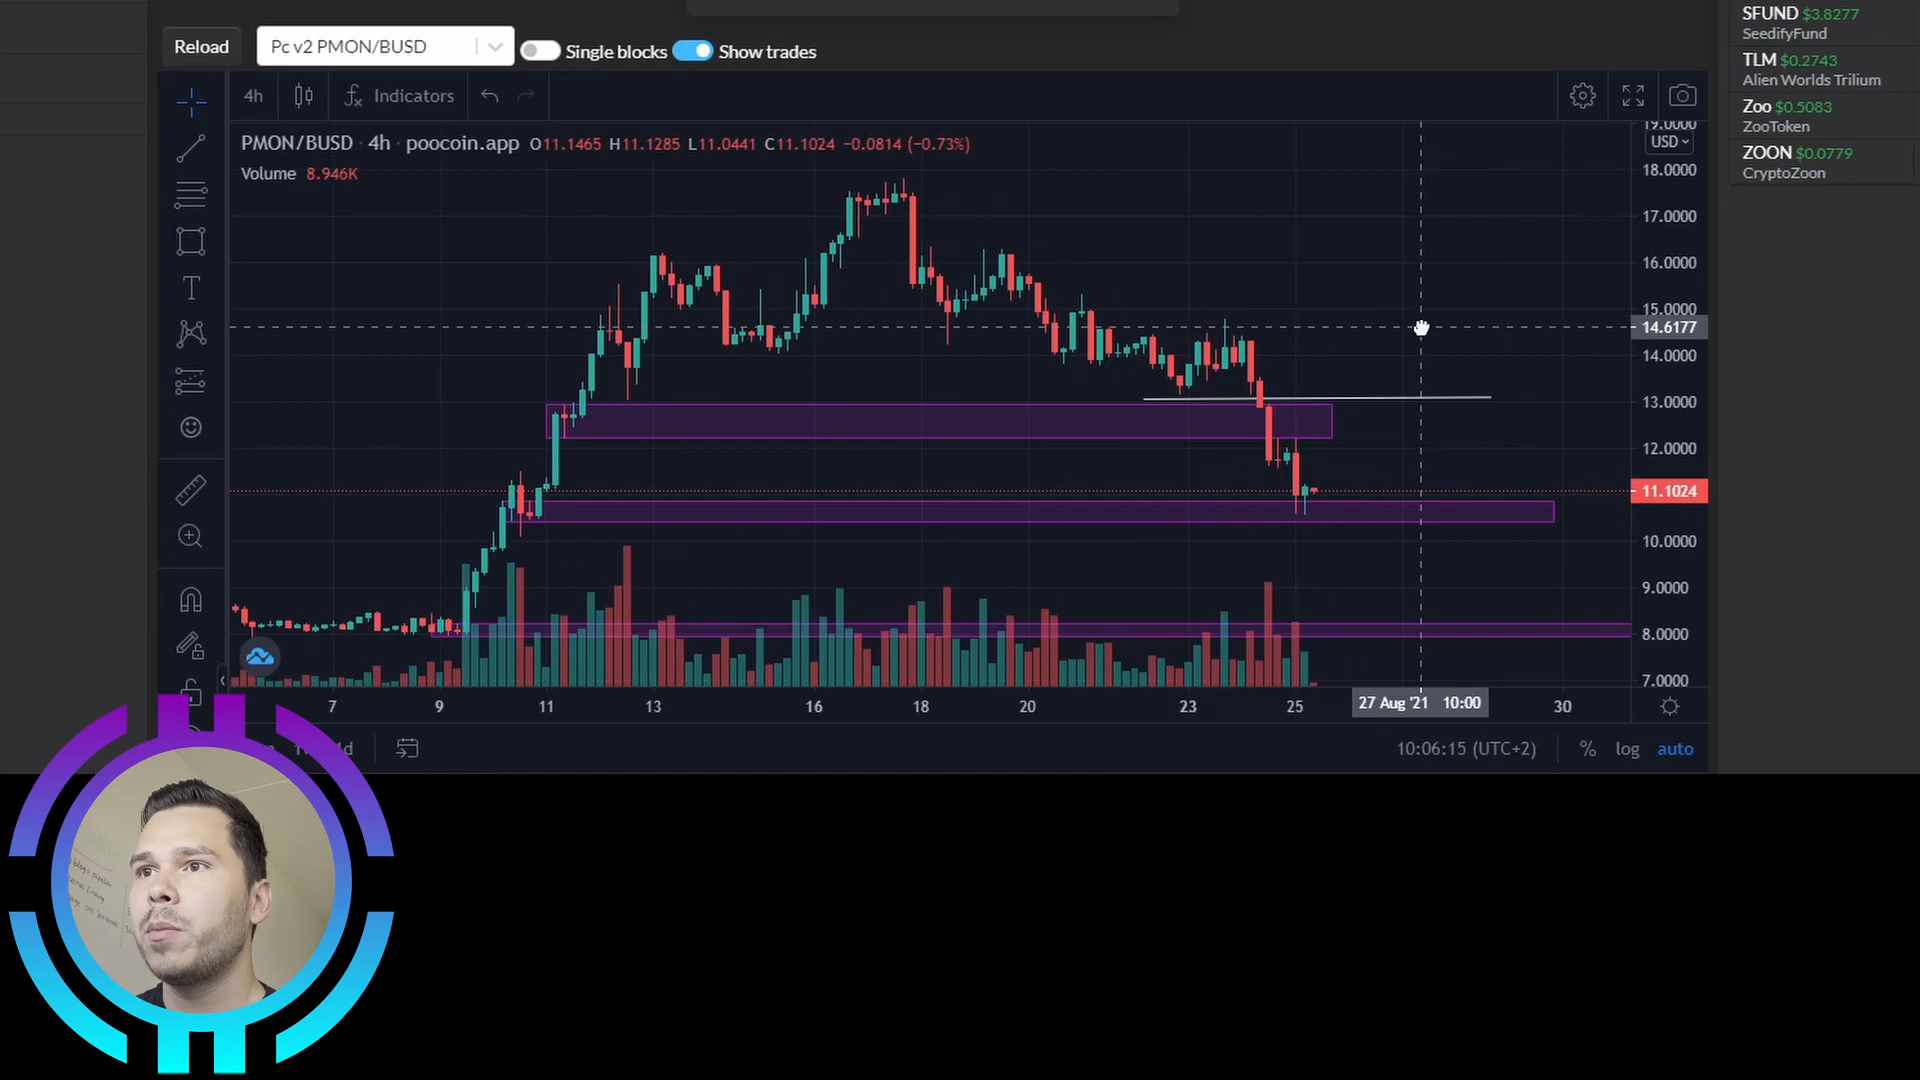 Reload
Pc v2 PMON/BUSD
Single blocks
Show trades
SFUND $3.8277
SeedifyFund
TLM $0.2743
Alien Worlds Trilium
Zoo $0.5083
ZooToken
ZOON $0.0779
CryptoZoon
4h
Indicators
PMON/BUSD · 4h · poocoin.app O11.1465 H11.1285 L11.0441 C11.1024 −0.0814 (−0.73%)
Volume 8.946K
19.0000
USD
18.0000
17.0000
16.0000
15.0000
14.6177
14.0000
13.0000
12.0000
11.1024
10.0000
9.0000
8.0000
7.0000
7 9 11 13 16 18 20 23 25 27 Aug '21 10:00 30
10:06:15 (UTC+2) % log auto